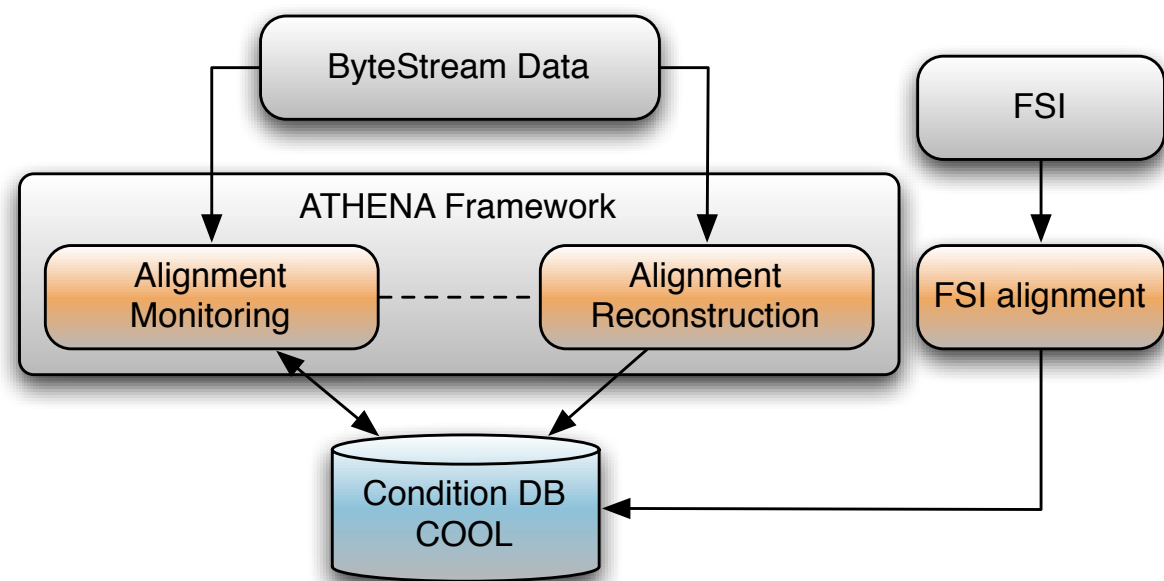 ByteStream Data
FSI
ATHENA Framework
Alignment
Monitoring
Alignment
Reconstruction
FSI alignment
Condition DB
COOL